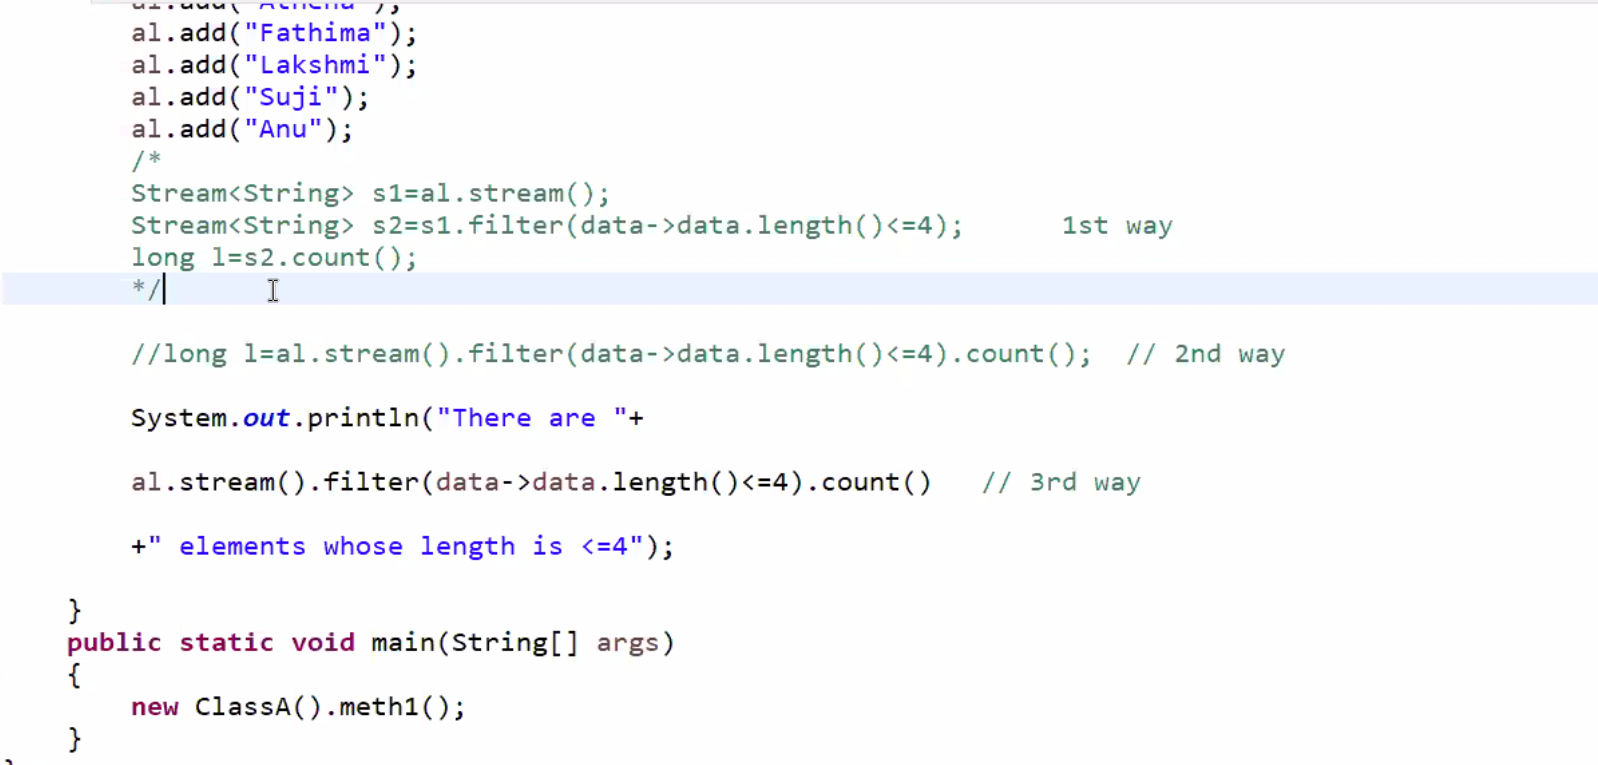 al.add("Athena");
al.add("Fathima");
al.add("Lakshmi");
al.add("Suji");
al.add("Anu");
/*
Stream<String> s1=al.stream();
Stream<String> s2=s1.filter(data->data.length()<=4);      1st way
long l=s2.count();
*/
//long l=al.stream().filter(data->data.length()<=4).count();  // 2nd way
System.out.println("There are "+
al.stream().filter(data->data.length()<=4).count()   // 3rd way
+" elements whose length is <=4");
}
public static void main(String[] args)
{
new ClassA().meth1();
}